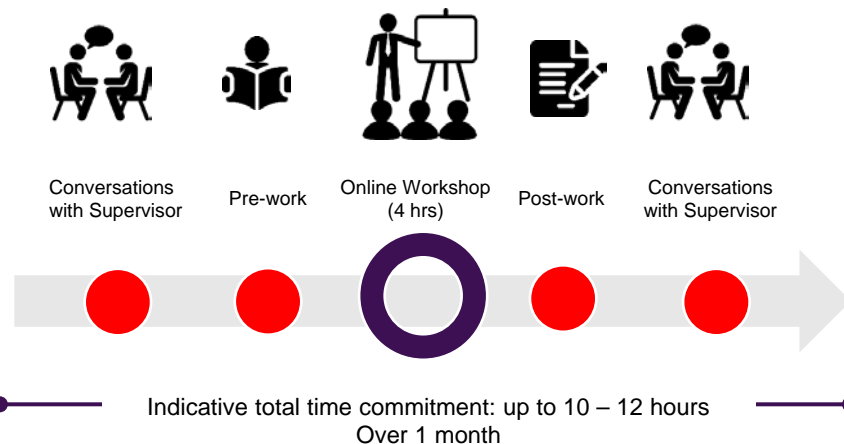 Conversations
with Supervisor
Pre-work
Online Workshop
(4 hrs)
Post-work
Conversations
with Supervisor
Indicative total time commitment: up to 10 – 12 hours
Over 1 month